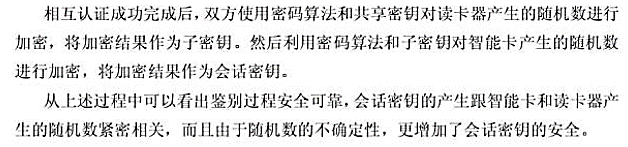 相互认证成功完成后，双方使用密码算法和共享密钥对读卡器产生的随机数进行
加密，将加密结果作为子密钥。然后利用密码算法和子密钥对智能卡产生的随机数
进行加密，将加密结果作为会话密钥。
从上述过程中可以看出鉴别过程安全可靠，会话密钥的产生跟智能卡和读卡器产
生的随机数紧密相关，而且由于随机数的不确定性，更增加了会话密钥的安全。